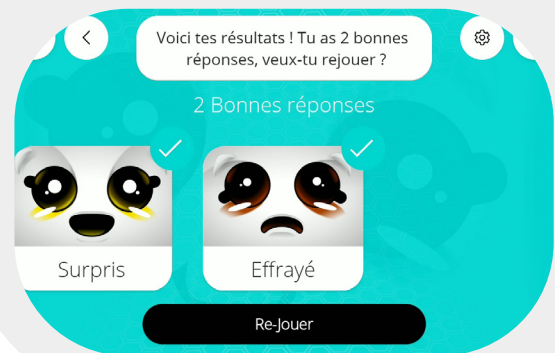 Voici tes résultats ! Tu as 2 bonnes
réponses, veux-tu rejouer ?
2 Bonnes réponses
Surpris
Effrayé
Re-Jouer